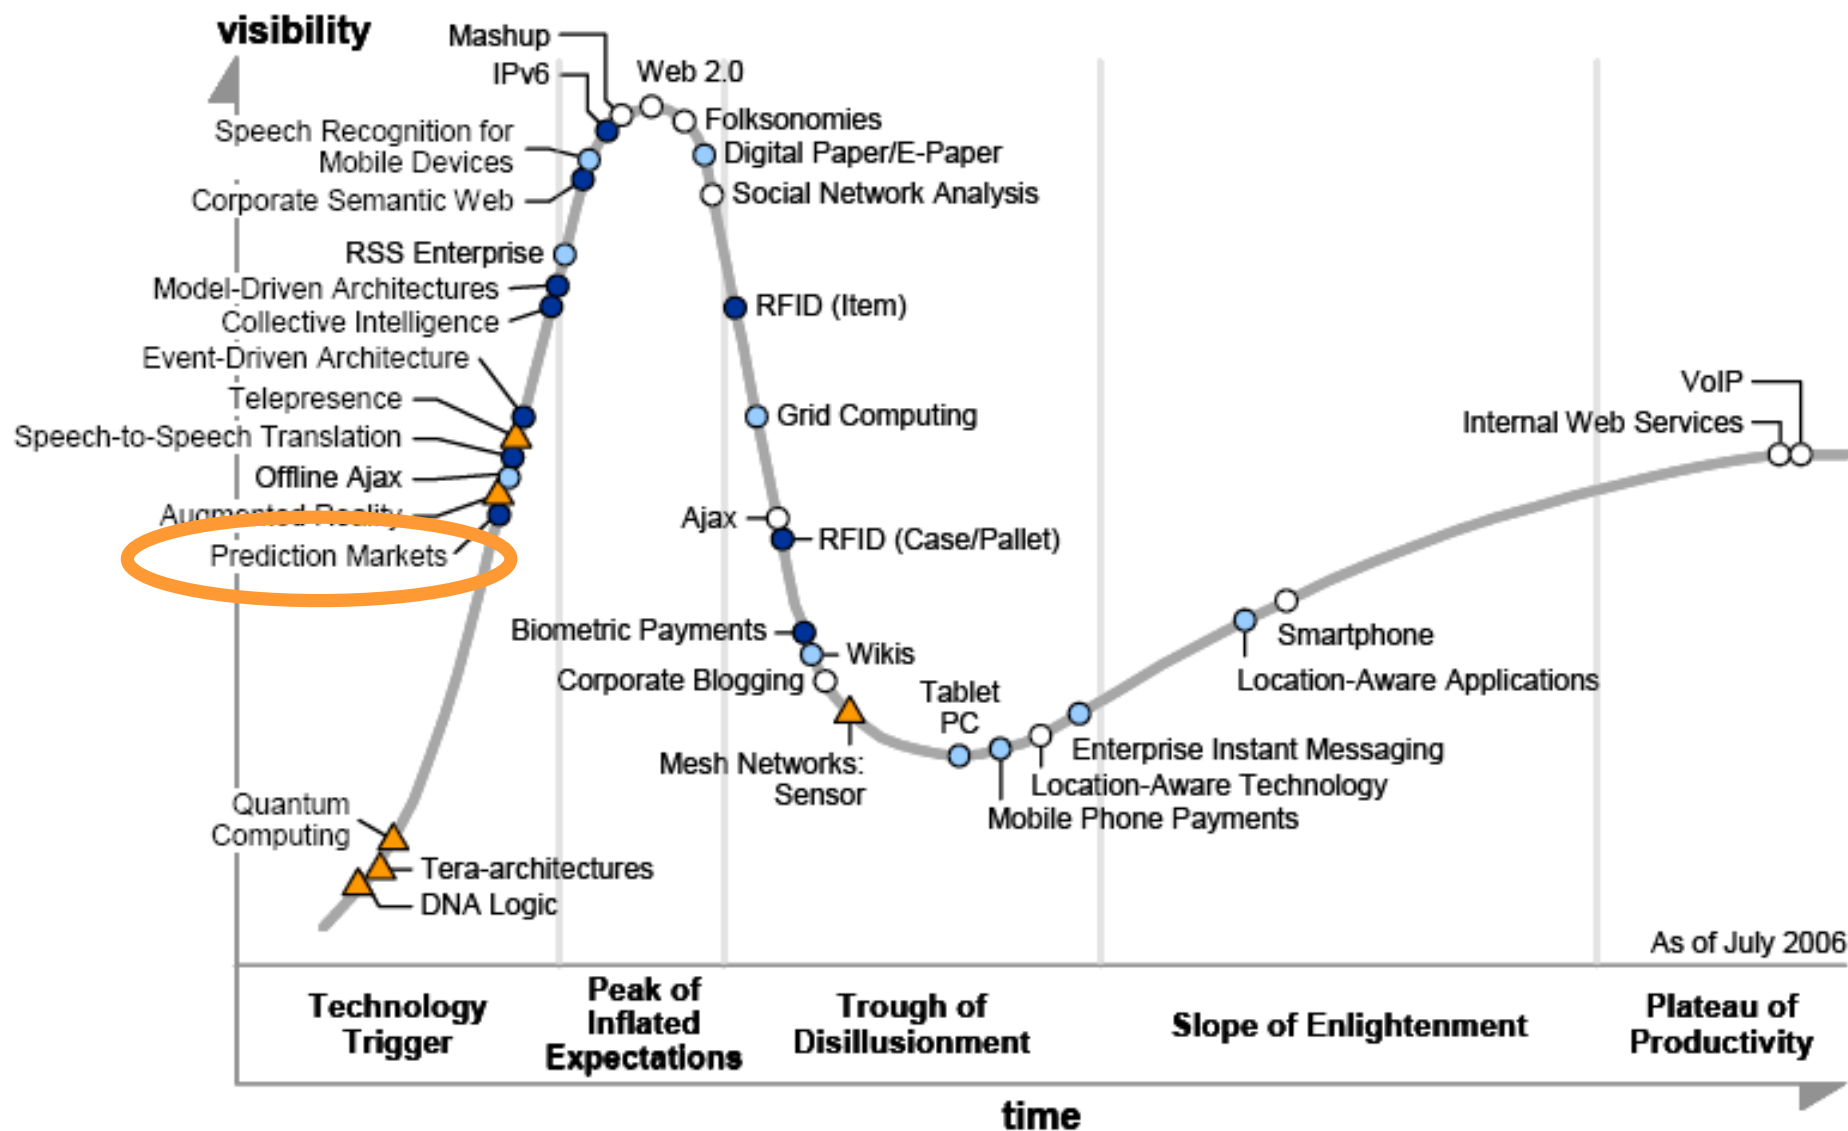 visibility
Mashup
IPv6
Web 2.0
Speech Recognition for
Mobile Devices
Corporate Semantic Web
RSS Enterprise
Model-Driven Architectures
Collective Intelligence
Event-Driven Architecture
Telepresence
Speech-to-Speech Translation
Offline Ajax
Augmented Reality
Prediction Markets
Quantum
Computing
Tera-architectures
DNA Logic
Folksonomies
Digital Paper/E-Paper
Social Network Analysis
RFID (Item)
Grid Computing
Ajax
RFID (Case/Pallet)
Biometric Payments
Wikis
Corporate Blogging
Mesh Networks:
Sensor
Tablet
PC
Mobile Phone Payments
Location-Aware Technology
Enterprise Instant Messaging
Location-Aware Applications
Smartphone
Internal Web Services
VoIP
As of July 2006
Technology
Trigger
Peak of
Inflated
Expectations
Trough of
Disillusionment
Slope of Enlightenment
Plateau of
Productivity
time